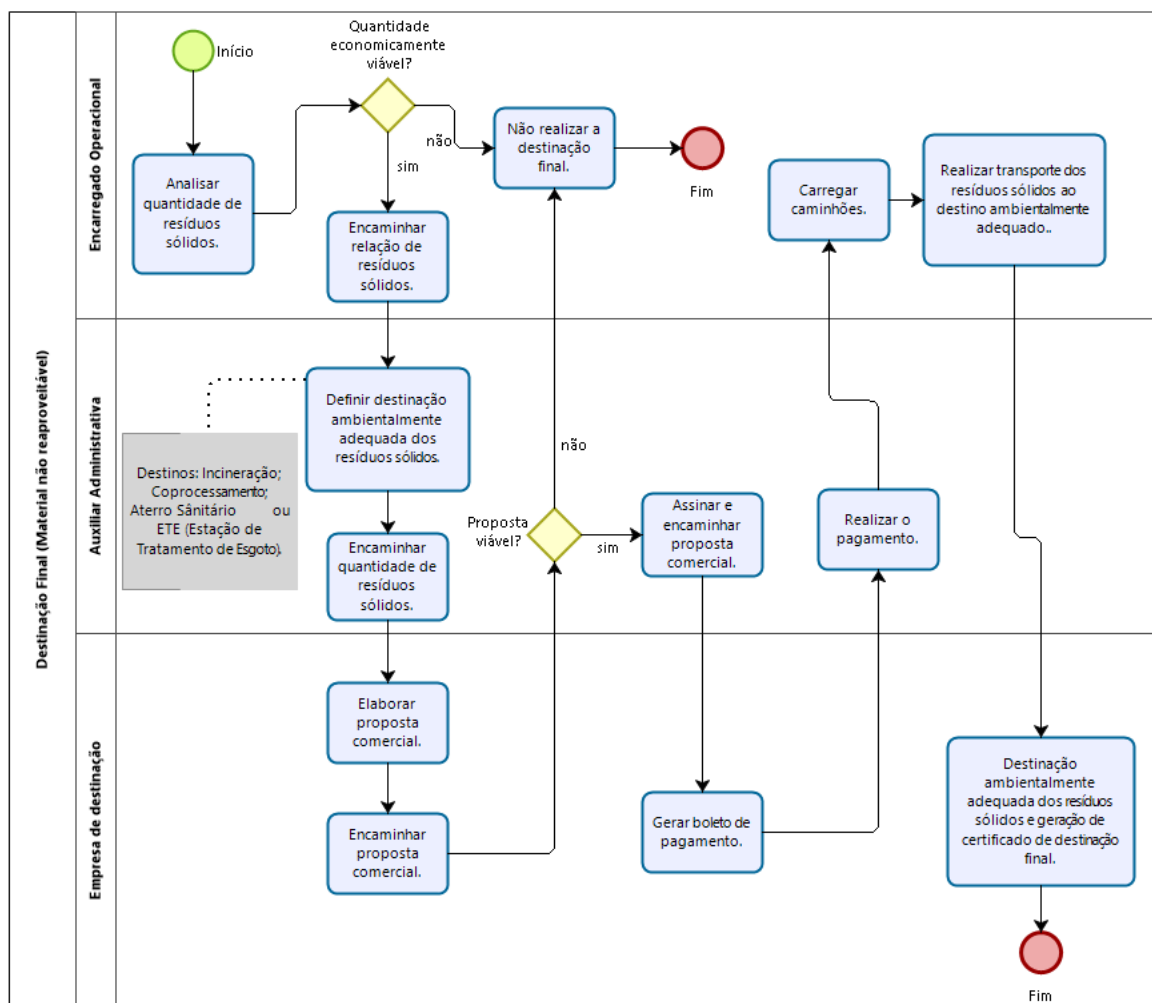 Destinação Final (Material não reaproveitável)
Encarregado Operacional
Início
Quantidade
economicamente
viável?
não
sim
Analisar
quantidade de
resíduos
sólidos.
Encaminhar
relação de
resíduos
sólidos.
Não realizar a
destinação
final.
Fim
Carregar
caminhões.
Realizar transporte dos
resíduos sólidos ao
destino ambientalmente
adequado..
Auxiliar Administrativa
Definir destinação
ambientalmente
adequada dos
resíduos sólidos.
Destinos: Incineração;
Coprocessamento;
Aterro Sânitário ou
ETE (Estação de
Tratamento de Esgoto).
Encaminhar
quantidade de
resíduos
sólidos.
Proposta
viável?
não
sim
Assinar e
encaminhar
proposta
comercial.
Realizar o
pagamento.
Empresa de destinação
Elaborar
proposta
comercial.
Encaminhar
proposta
comercial.
Gerar boleto de
pagamento.
Destinação
ambientalmente
adequada dos resíduos
sólidos e geração de
certificado de destinação
final.
Fim